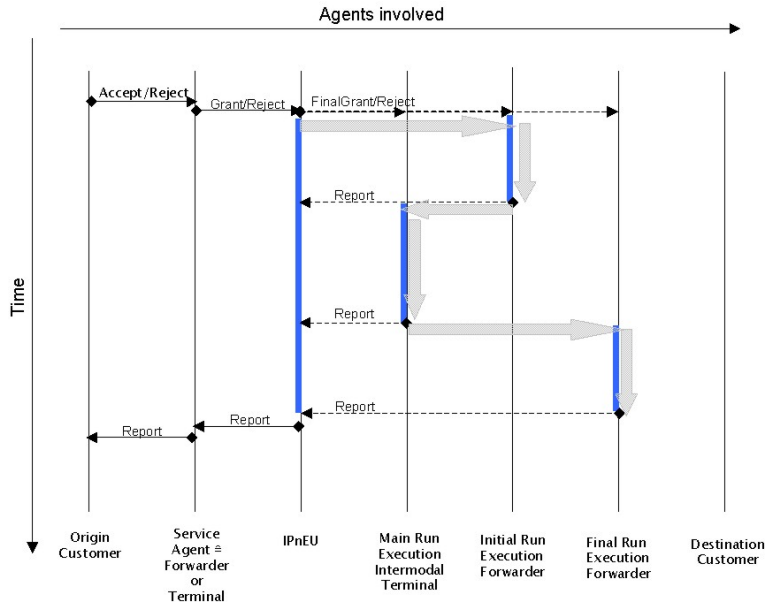 Agents involved
Accept/Reject
Grant/Reject
FinalGrant/Reject
Report
Report
Report
Report
Report
Time
Origin
Customer
Service
Agent ≙
Forwarder
or
Terminal
IPnEU
Main Run
Execution
Intermodal
Terminal
Initial Run
Execution
Forwarder
Final Run
Execution
Forwarder
Destination
Customer